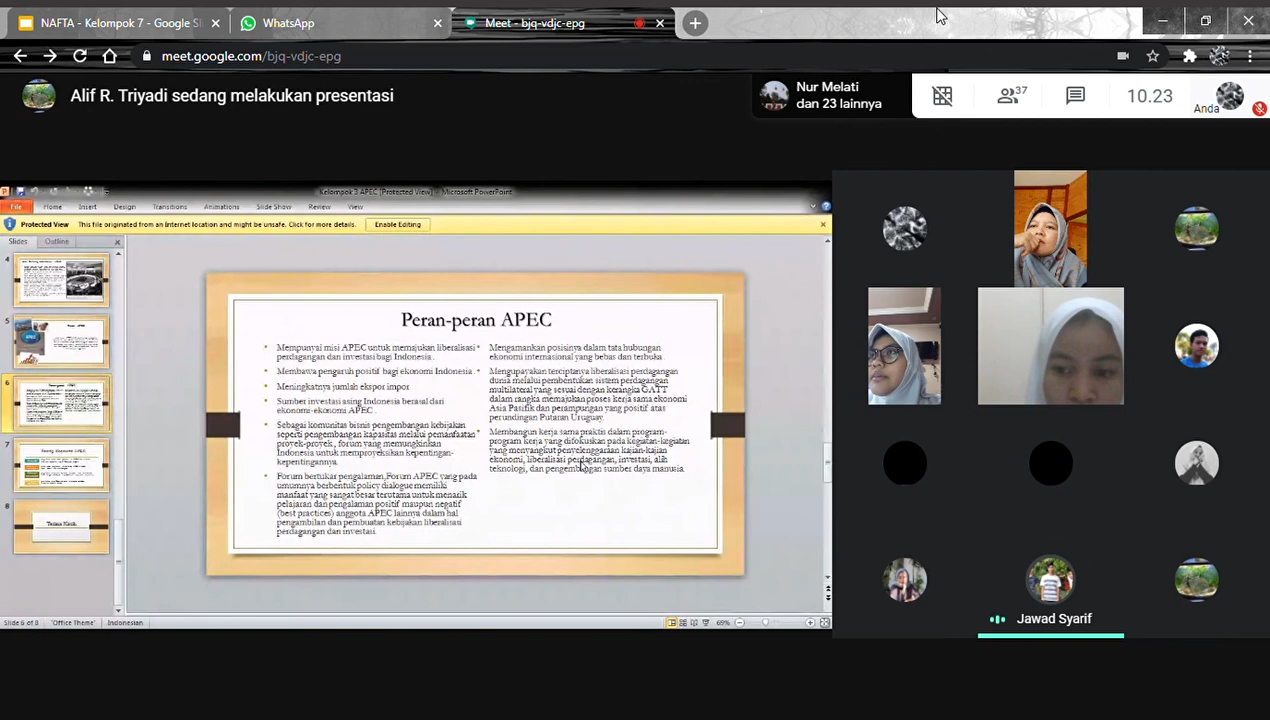 NAFTA - Kelompok 7 - Google Sl
WhatsApp
Meet - bjq-vdjc-epg
meet.google.com/bjq-vdjc-epg
Alif R. Triyadi sedang melakukan presentasi
Nur Melati
dan 23 lainnya
37
10.23
Anda
Kelompok 3 APEC [Protected View] - Microsoft PowerPoint
File Home Insert Design Transitions Animations Slide Show Review View
Protected View This file originated from an Internet location and might be unsafe. Click for more details. Enable Editing
Slides Outline
4
5
6
7
8
Terima Kasih
Peran-peran APEC
Mempunyai misi APEC untuk memajukan liberalisasi
perdagangan dan investasi bagi Indonesia .
Membawa pengaruh positif bagi ekonomi Indonesia .
Meningkatnya jumlah ekspor impor
Sumber investasi asing Indonesia berasal dari
ekonomi-ekonomi APEC .
Sebagai komunitas bisnis pengembangan kebijakan
seperti pengembangan kapasitas melalui pemanfaatan
proyek-proyek , forum yang memungkinkan
Indonesia untuk memproyeksikan kepentingan-
kepentingannya.
Forum bertukar pengalaman,Forum APEC yang pada
umumnya berbentuk policy dialogue memiliki
manfaat yang sangat besar terutama untuk menarik
pelajaran dan pengalaman positif maupun negatif
(best practices) anggota APEC lainnya dalam hal
pengambilan dan pembuatan kebijakan liberalisasi
perdagangan dan investasi.
Mengamankan posisinya dalam tata hubungan
ekonomi internasional yang bebas dan terbuka .
Mengupayakan terciptanya liberalisasi perdagangan
dunia melalui pembentukan sistem perdagangan
multilateral yang sesuai dengan kerangka GATT
dalam rangka memajukan proses kerja sama ekonomi
Asia Pasifik dan perampungan yang positif atas
perundingan Putaran Uruguay.
Membangun kerja sama praktis dalam program-
program kerja yang difokuskan pada kegiatan-kegiatan
yang menyangkut penyelenggaraan kajian-kajian
ekonomi, liberalisasi perdagangan, investasi, alih
teknologi, dan pengembangan sumber daya manusia.
Jawad Syarif
Slide 6 of 8 "Office Theme" Indonesian
69%